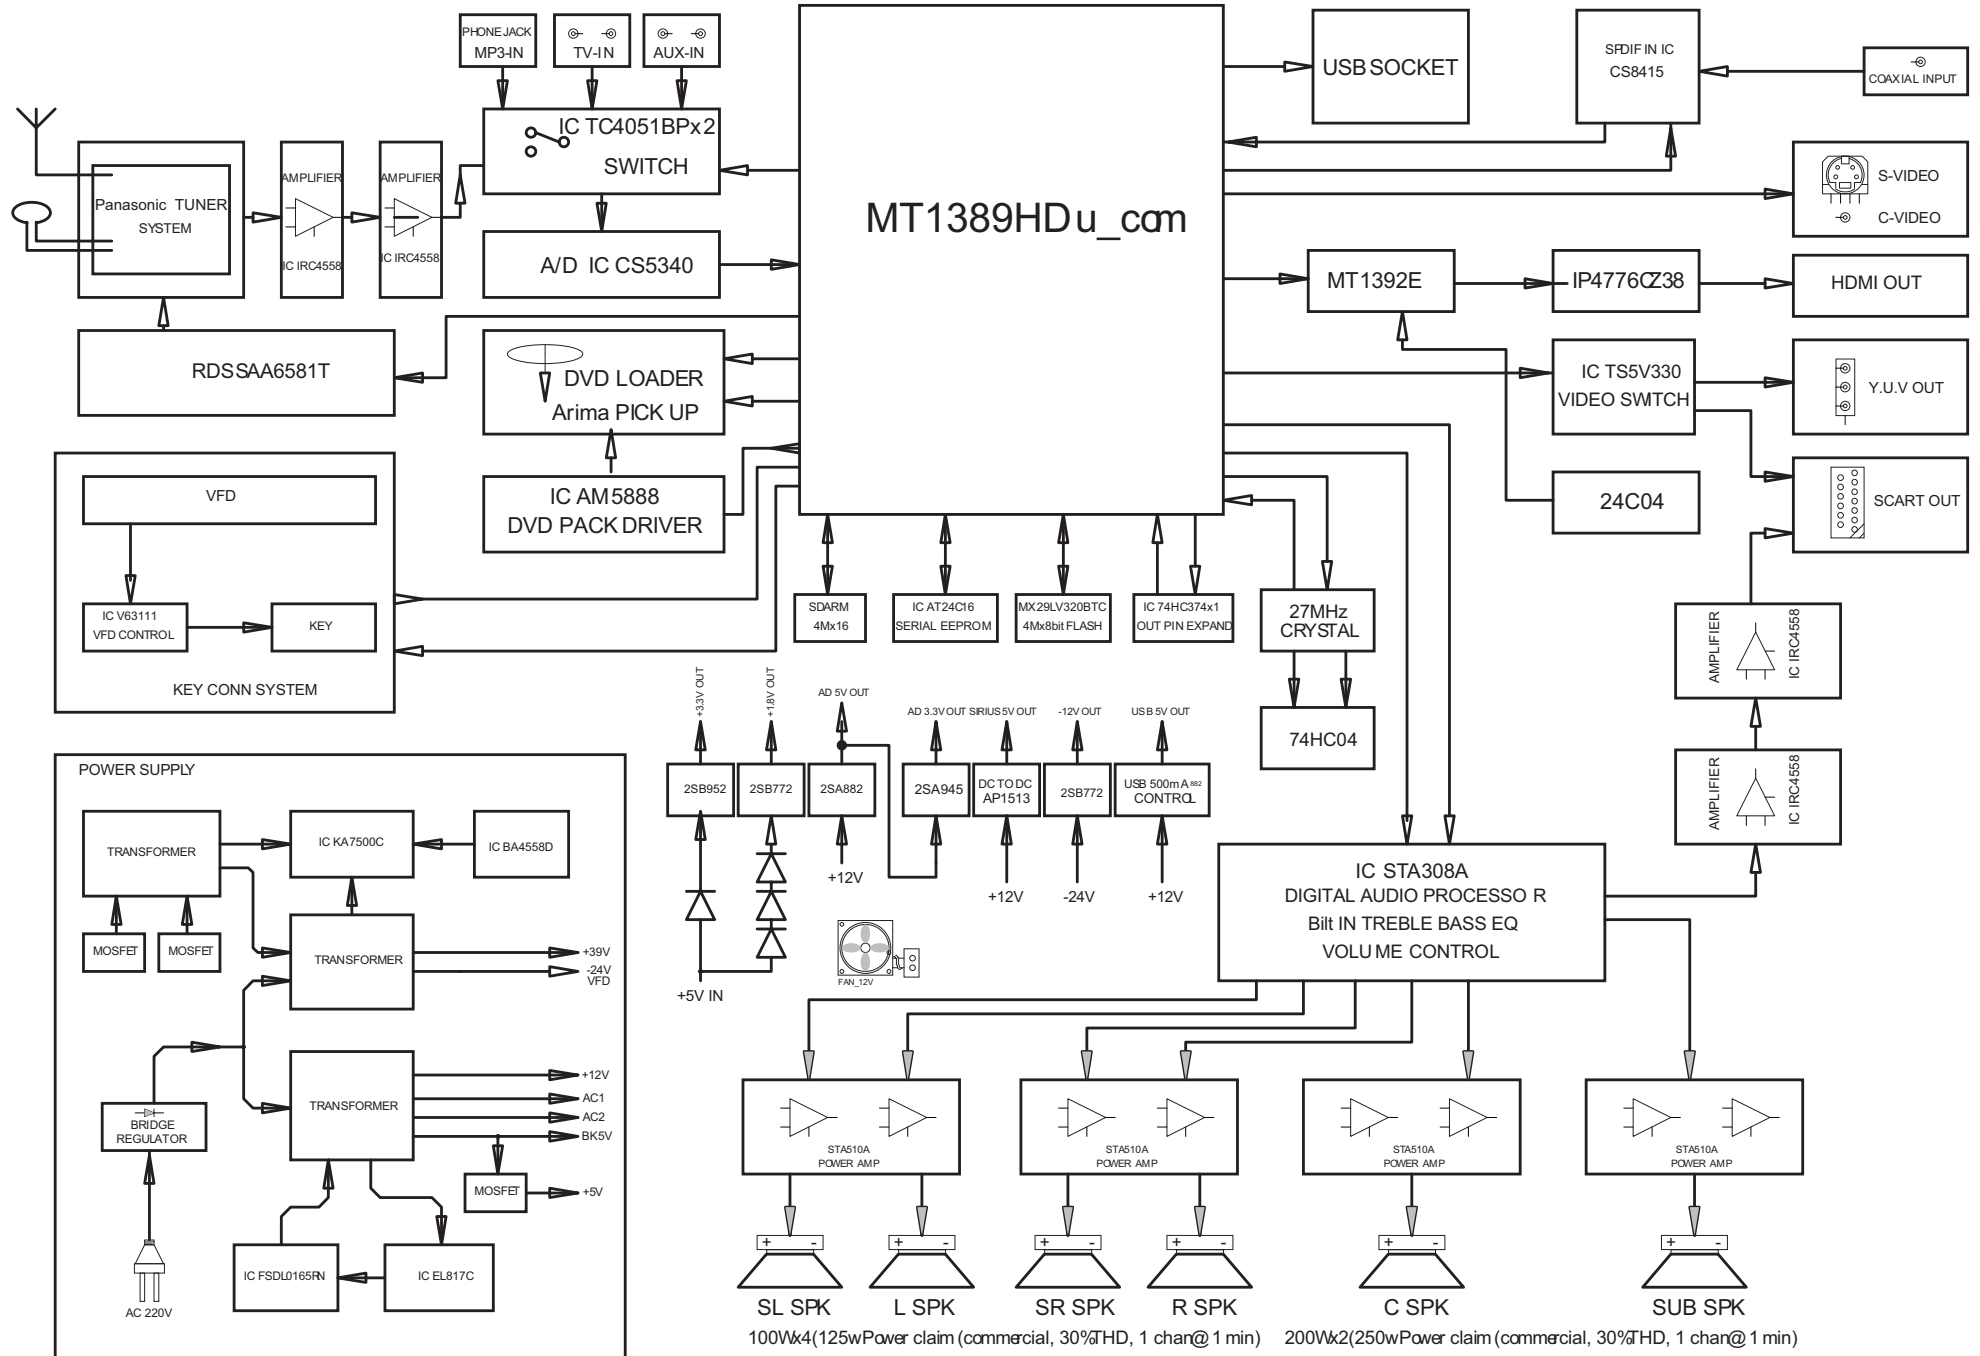 PHONE JACK
MP3-IN
TV-IN
AUX-IN
IC TC4051BPx2
SWITCH
Panasonic TUNER
SYSTEM
AMPLIFIER
IC IRC4558
AMPLIFIER
IC IRC4558
A/D IC CS5340
RDSSAA6581T
DVD LOADER
Arima PICK UP
IC AM5888
DVD PACK DRIVER
VFD
IC V63111
VFD CONTROL
KEY
KEY CONN SYSTEM
MT1389HDu_com
USB SOCKET
SPDIF IN IC
CS8415
COAXIAL INPUT
S-VIDEO
C-VIDEO
MT1392E
IP4776CZ38
HDMI OUT
IC TS5V330
VIDEO SWITCH
Y.U.V OUT
24C04
SCART OUT
SDARM
4Mx16
IC AT24C16
SERIAL EEPROM
MX29LV320BTC
4Mx8bit FLASH
IC 74HC374x1
OUT PIN EXPAND
27MHz
CRYSTAL
74HC04
AMPLIFIER
IC IRC4558
AMPLIFIER
IC IRC4558
+3.3V OUT
+1.8V OUT
AD 5V OUT
AD 3.3V OUT
SIRIUS 5V OUT
-12V OUT
USB 5V OUT
2SB952
2SB772
2SA882
2SA945
DC TO DC
AP1513
2SB772
USB 500mA 882
CONTROL
+12V
+12V
-24V
+12V
+5V IN
FAN_12V
IC STA308A
DIGITAL AUDIO PROCESSO R
Bilt IN TREBLE BASS EQ
VOLUME CONTROL
POWER SUPPLY
TRANSFORMER
IC KA7500C
IC BA4558D
MOSFET
MOSFET
TRANSFORMER
+39V
-24V
VFD
TRANSFORMER
+12V
AC1
AC2
BK5V
BRIDGE
REGULATOR
MOSFET
+5V
IC FSDL0165RN
IC EL817C
AC 220V
STA510A
POWER AMP
STA510A
POWER AMP
STA510A
POWER AMP
STA510A
POWER AMP
+ -
+ -
+ -
+ -
+ -
+ -
SL SPK
L SPK
SR SPK
R SPK
C SPK
SUB SPK
100Wx4(125wPower claim (commercial, 30%THD, 1 chan@ 1 min)
200Wx2(250wPower claim (commercial, 30%THD, 1 chan@ 1 min)